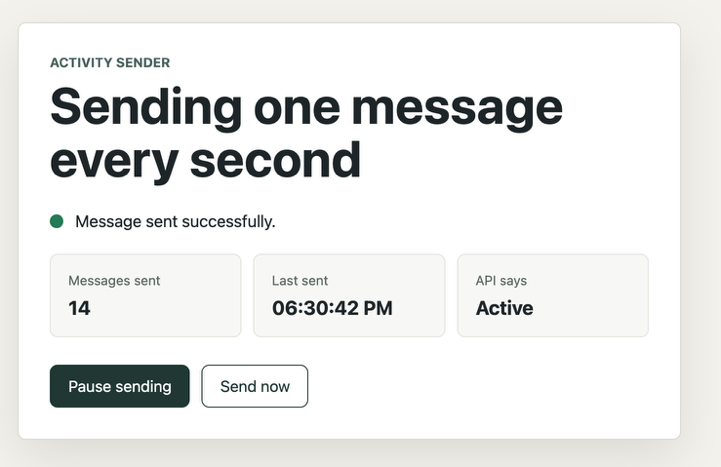 ACTIVITY SENDER
Sending one message
every second
Message sent successfully.
Messages sent
14
Last sent
06:30:42 PM
API says
Active
Pause sending
Send now